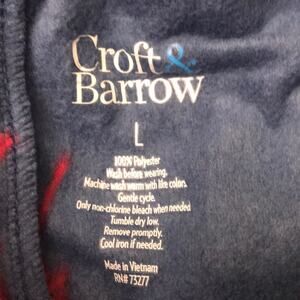 Croft &
Barrow
L
100% Polyester
Wash before wearing.
Machine wash warm with like colors.
Gentle cycle.
Only non-chlorine bleach when needed
Tumble dry low.
Remove promptly.
Cool iron if needed.
Made in Vietnam
RN# 73277